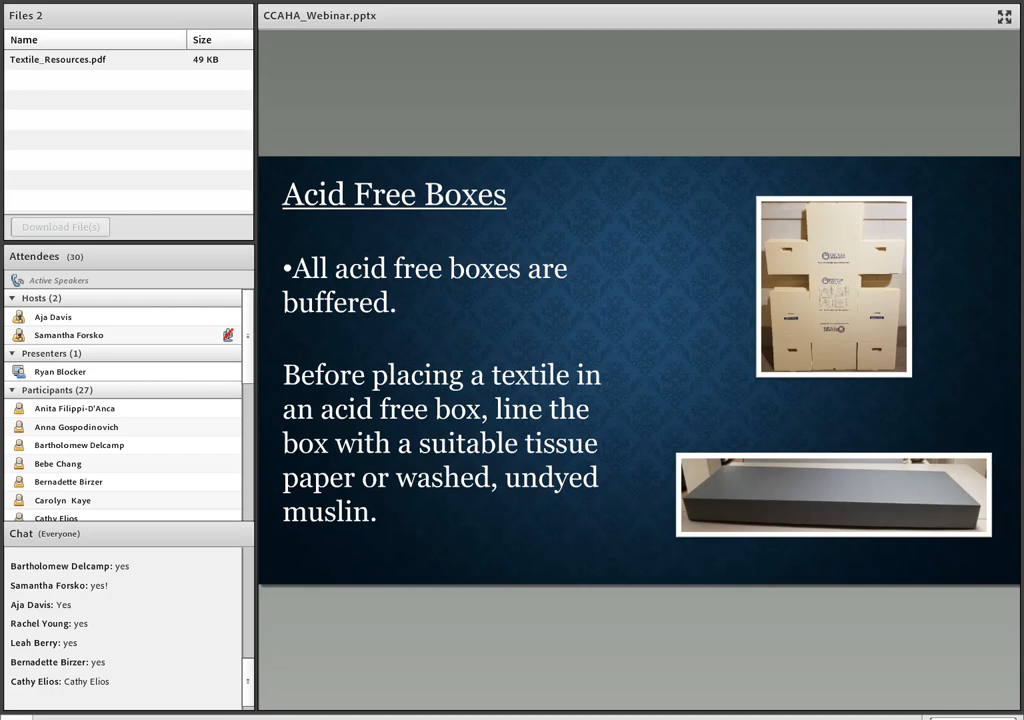 Files 2
Name Size
Textile_Resources.pdf 49 KB
Download File(s)
Attendees (30)
Active Speakers
Hosts (2)
Aja Davis
Samantha Forsko
Presenters (1)
Ryan Blocker
Participants (27)
Anita Filippi-D'Anca
Anna Gospodinovich
Bartholomew Delcamp
Bebe Chang
Bernadette Birzer
Carolyn Kaye
Cathy Elios
Chat (Everyone)
Bartholomew Delcamp: yes
Samantha Forsko: yes!
Aja Davis: Yes
Rachel Young: yes
Leah Berry: yes
Bernadette Birzer: yes
Cathy Elios: Cathy Elios
CCAHA_Webinar.pptx
Acid Free Boxes
•All acid free boxes are
buffered.
Before placing a textile in
an acid free box, line the
box with a suitable tissue
paper or washed, undyed
muslin.